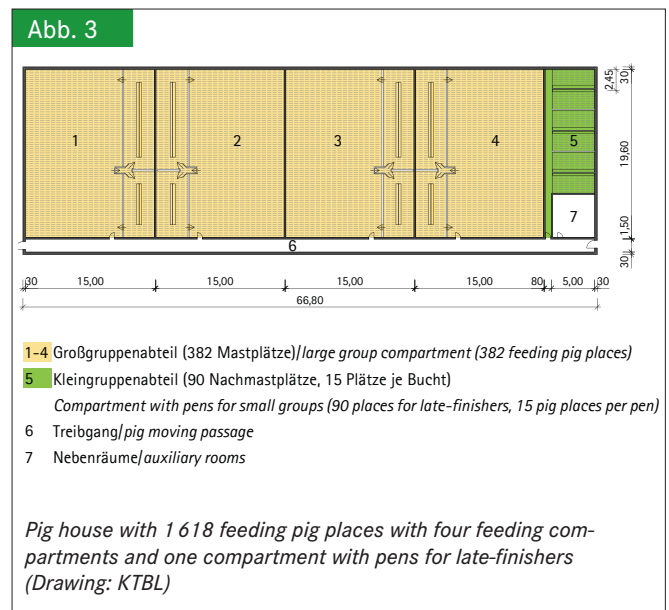 Abb. 3
1 2 3 4 5
7
6
2,45
30
19,60
1,50
30
30 15,00 15,00 15,00 15,00 80 5,00 30
66,80
1-4 Großgruppenabteil (382 Mastplätze)/large group compartment (382 feeding pig places)
5 Kleingruppenabteil (90 Nachmastplätze, 15 Plätze je Bucht)
Compartment with pens for small groups (90 places for late-finishers, 15 pig places per pen)
6 Treibgang/pig moving passage
7 Nebenräume/auxiliary rooms
Pig house with 1 618 feeding pig places with four feeding com-
partments and one compartment with pens for late-finishers
(Drawing: KTBL)